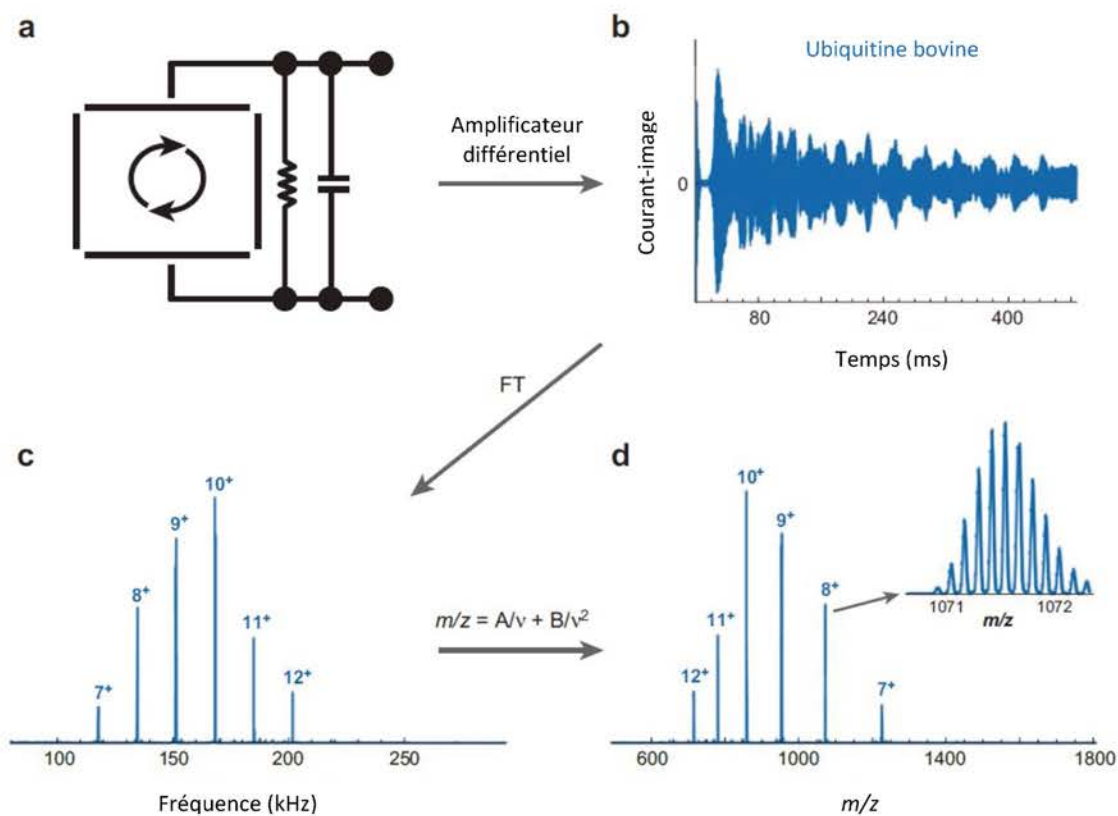 a
Amplificateur
différentiel
b
Ubiquitine bovine
Courant-image
0
80
240
400
Temps (ms)
FT
c
7+
8+
9+
10+
11+
12+
100
150
200
250
Fréquence (kHz)
m/z = A/ν + B/ν²
d
12+
11+
10+
9+
8+
7+
1071
1072
m/z
600
1000
1400
1800
m/z